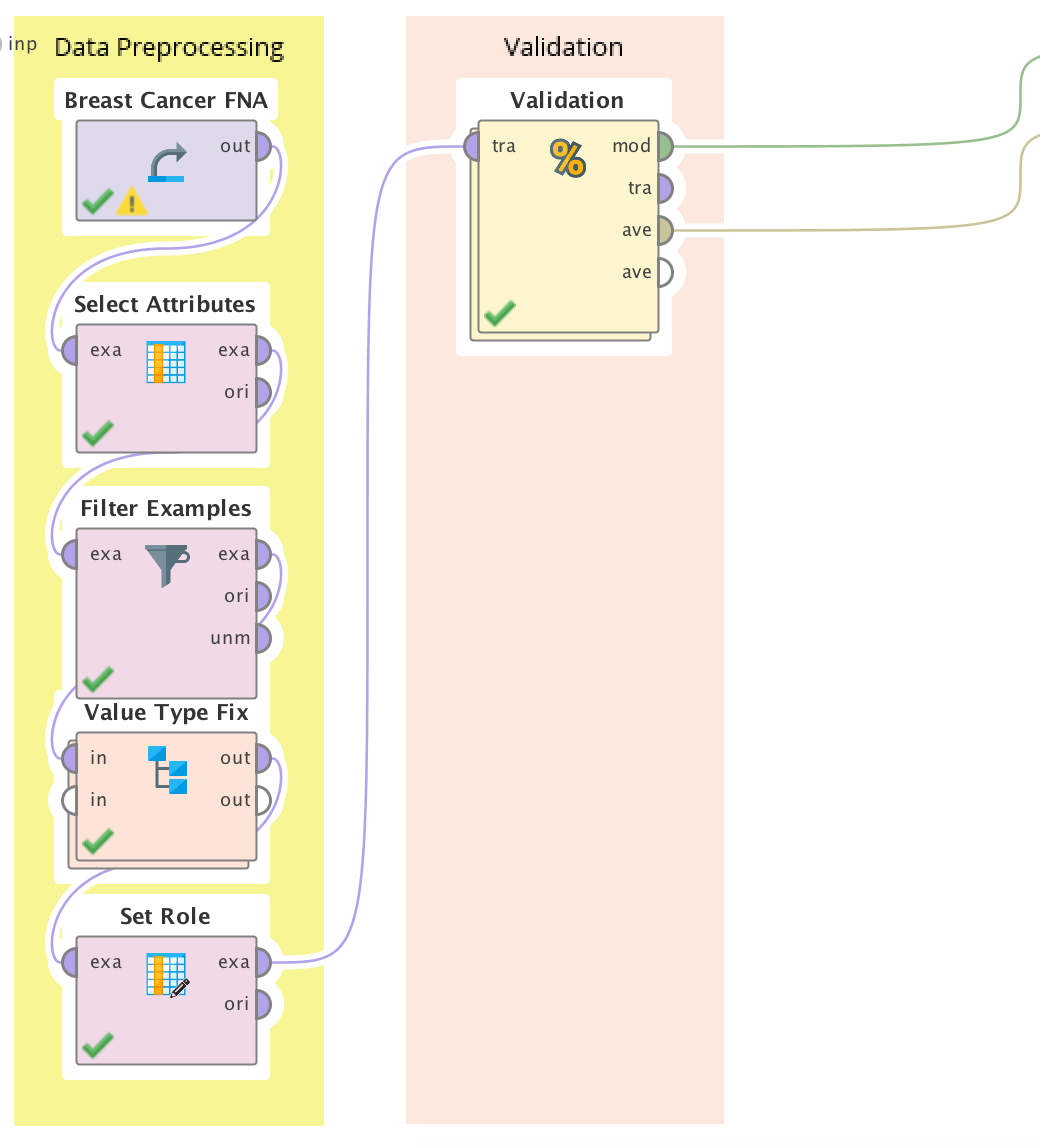 inp
Data Preprocessing
Breast Cancer FNA
out
Select Attributes
exa exa
ori
Filter Examples
exa exa
ori
unm
Value Type Fix
in out
in out
Set Role
exa exa
ori
Validation
Validation
tra % mod
tra
ave
ave